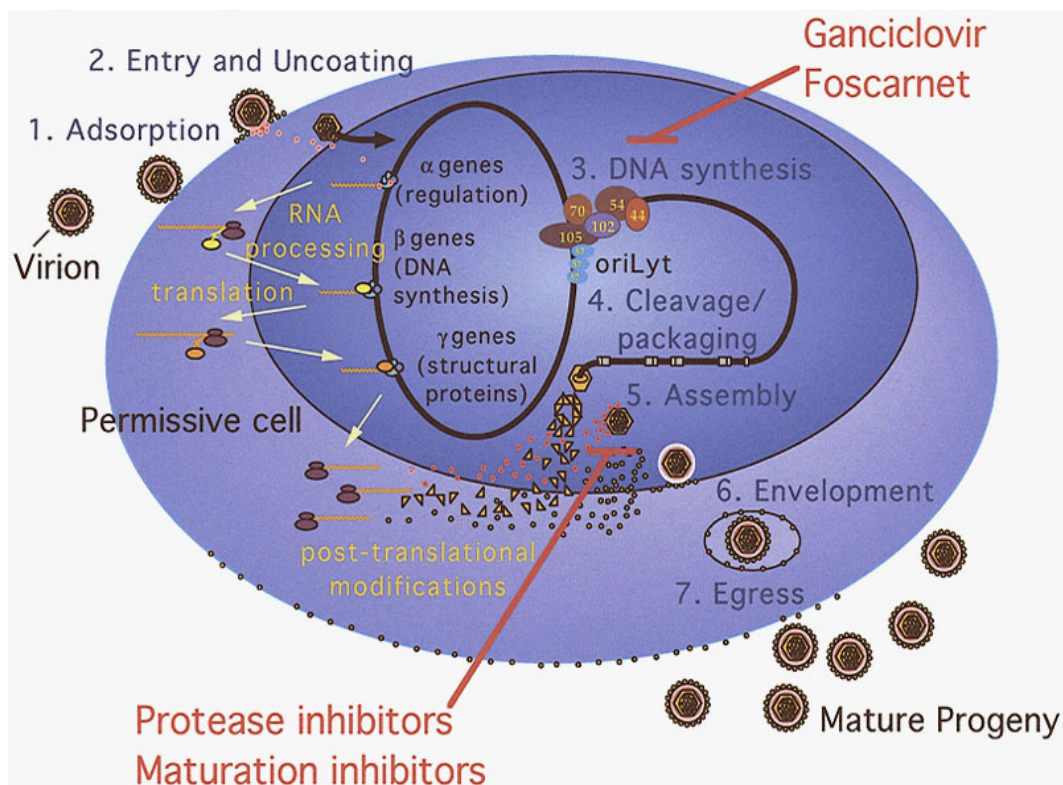 Ganciclovir
Foscarnet
2. Entry and Uncoating
1. Adsorption
Virion
α genes
(regulation)
RNA
processing
β genes
(DNA
synthesis)
translation
γ genes
(structural
proteins)
3. DNA synthesis
70
54
44
102
105
oriLyt
4. Cleavage/
packaging
5. Assembly
Permissive cell
6. Envelopment
post-translational
modifications
7. Egress
Protease inhibitors
Maturation inhibitors
Mature Progeny